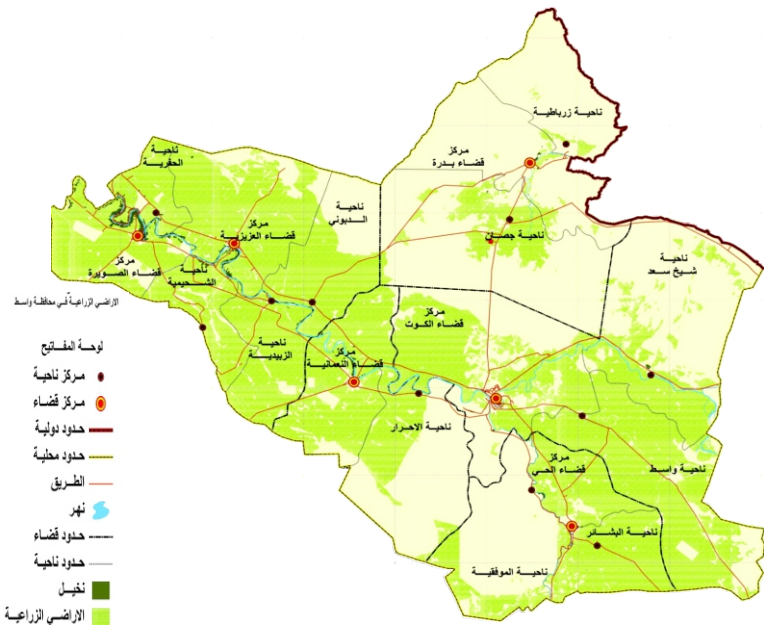 ناحية زرباطية
مركز
قضاء بدرة
ناحية
الحفرية
ناحية
الدبوني
مركز
قضاء العزيزية
ناحية جصان
ناحية
شيخ سعد
مركز
قضاء الصويرة
ناحية
الشحيمية
الاراضي الزراعية في محافظة واسط
مركز
قضاء الكوت
ناحية
الزبيدية
مركز
قضاء النعمانية
ناحية الاحرار
مركز
قضاء الحي
ناحية واسط
ناحية البشائر
ناحية الموفقية
لوحة المفاتيح
مركز ناحية
مركز قضاء
حدود دولية
حدود محلية
الطريق
نهر
حدود قضاء
حدود ناحية
نخيل
الاراضي الزراعية